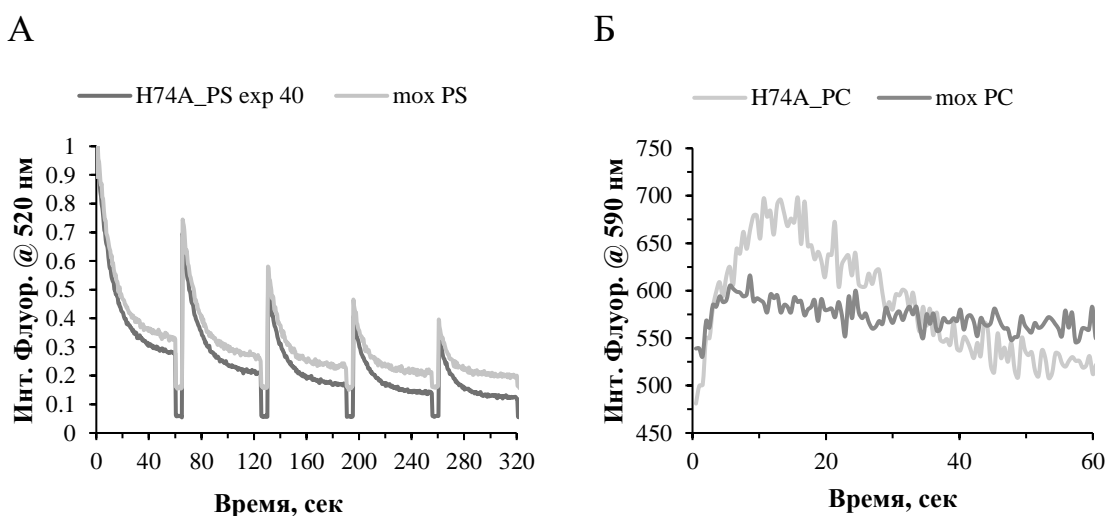 А
Б
H74A_PS exp 40
mox PS
H74A_PC
mox PC
Инт. Флуор. @ 520 нм
1
0.9
0.8
0.7
0.6
0.5
0.4
0.3
0.2
0.1
0
0 40 80 120 160 200 240 280 320
Время, сек
Инт. Флуор. @ 590 нм
750
700
650
600
550
500
450
0 20 40 60
Время, сек